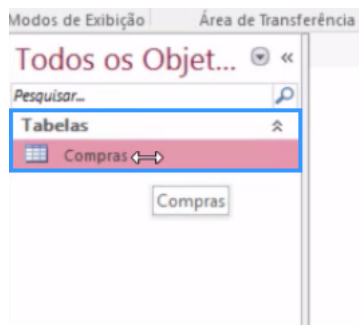 Modos de Exibição Área de Transferência
Todos os Objet... «
Pesquisar...
Tabelas
Compras
Compras